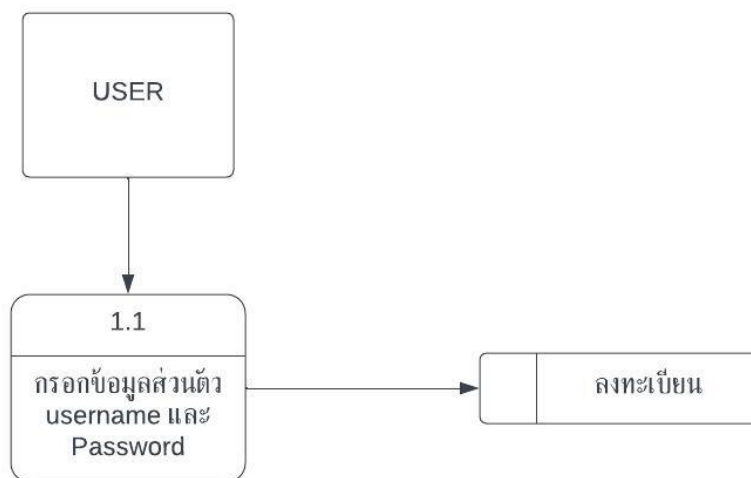 USER
1.1
กรอกข้อมูลส่วนตัว
username และ
Password
ลงทะเบียน